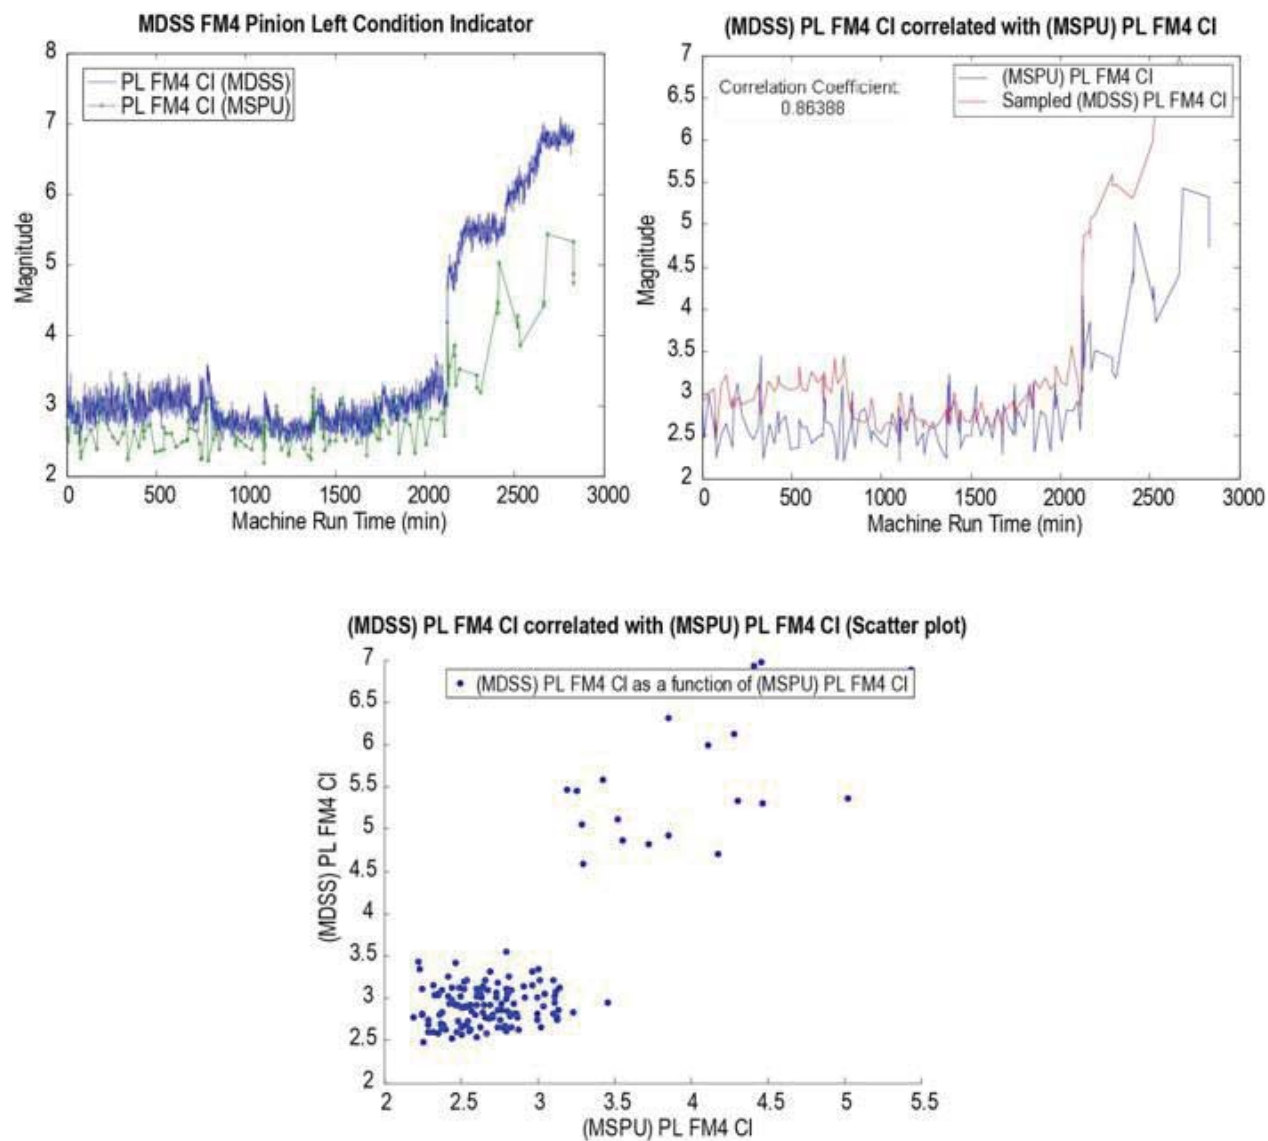 MDSS FM4 Pinion Left Condition Indicator
8
7
6
5
4
3
2
Magnitude
PL FM4 CI (MDSS)
PL FM4 CI (MSPU)
0 500 1000 1500 2000 2500 3000
Machine Run Time (min)
(MDSS) PL FM4 CI correlated with (MSPU) PL FM4 CI
7
6.5
6
5.5
5
4.5
4
3.5
3
2.5
2
Magnitude
Correlation Coefficient:
0.86388
(MSPU) PL FM4 CI
Sampled (MDSS) PL FM4 CI
0 500 1000 1500 2000 2500 3000
Machine Run Time (min)
(MDSS) PL FM4 CI correlated with (MSPU) PL FM4 CI (Scatter plot)
7
6.5
6
5.5
5
4.5
4
3.5
3
2.5
2
(MDSS) PL FM4 CI
(MDSS) PL FM4 CI as a function of (MSPU) PL FM4 CI
2 2.5 3 3.5 4 4.5 5 5.5
(MSPU) PL FM4 CI